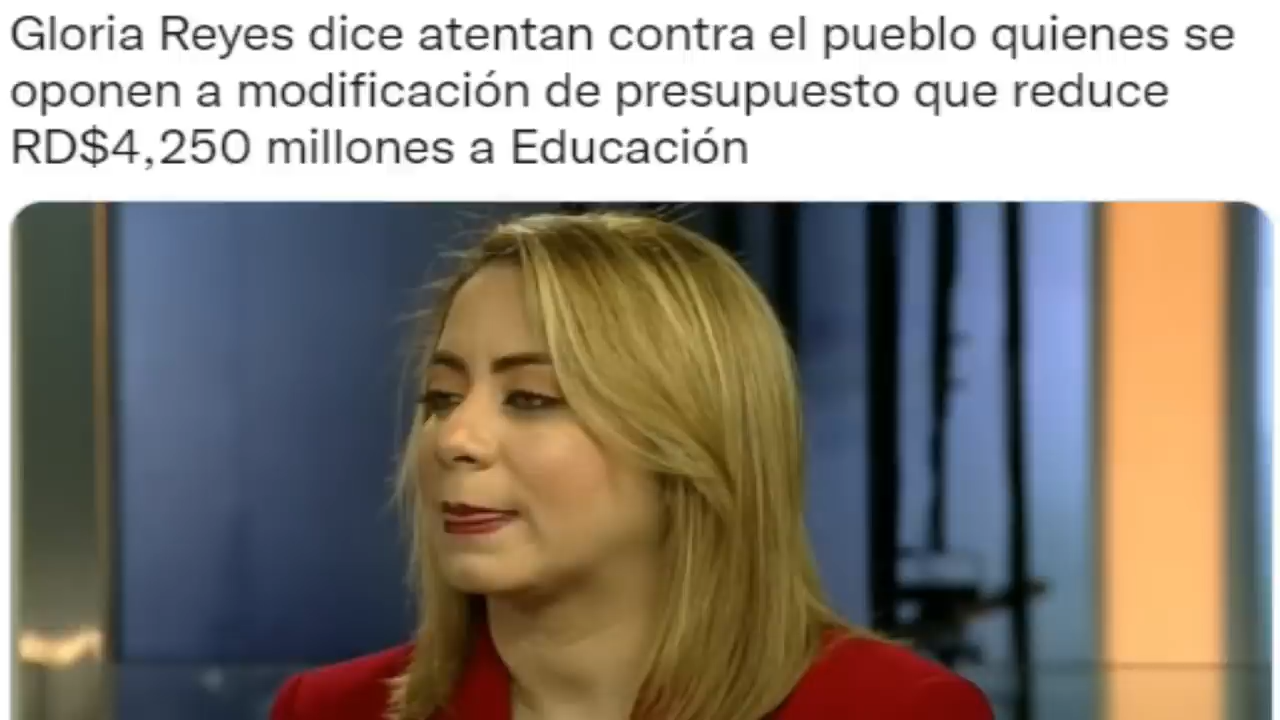 Gloria Reyes dice atentan contra el pueblo quienes se
oponen a modificación de presupuesto que reduce
RD$4,250 millones a Educación